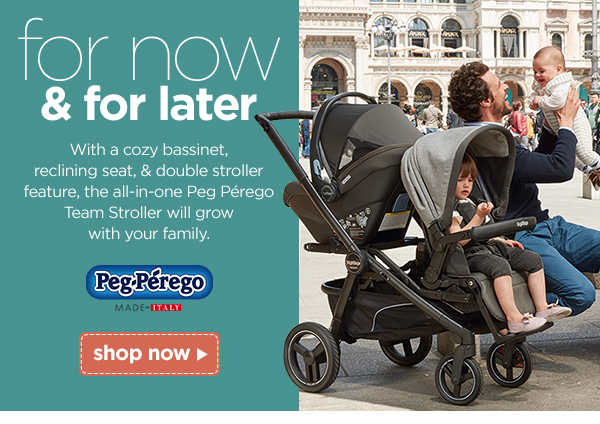 for now
& for later
With a cozy bassinet,
reclining seat, & double stroller
feature, the all-in-one Peg Pérego
Team Stroller will grow
with your family.
Peg-Pérego
MADE IN ITALY
shop now